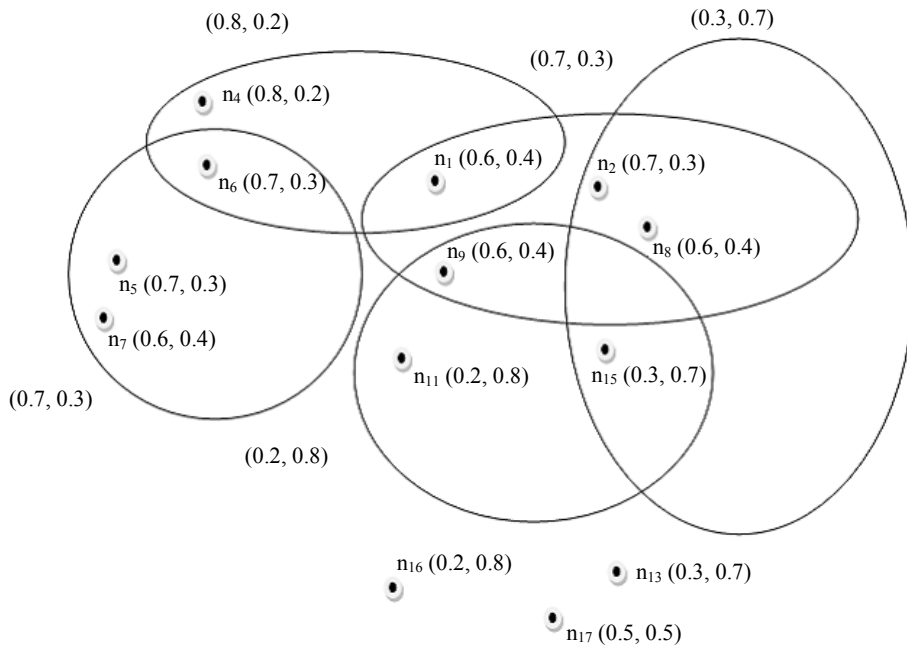 (0.8, 0.2)
(0.3, 0.7)
(0.7, 0.3)
n₄ (0.8, 0.2)
n₁ (0.6, 0.4)
n₂ (0.7, 0.3)
n₆ (0.7, 0.3)
n₉ (0.6, 0.4)
n₈ (0.6, 0.4)
n₅ (0.7, 0.3)
n₇ (0.6, 0.4)
n₁₁ (0.2, 0.8)
n₁₅ (0.3, 0.7)
(0.7, 0.3)
(0.2, 0.8)
n₁₆ (0.2, 0.8)
n₁₃ (0.3, 0.7)
n₁₇ (0.5, 0.5)